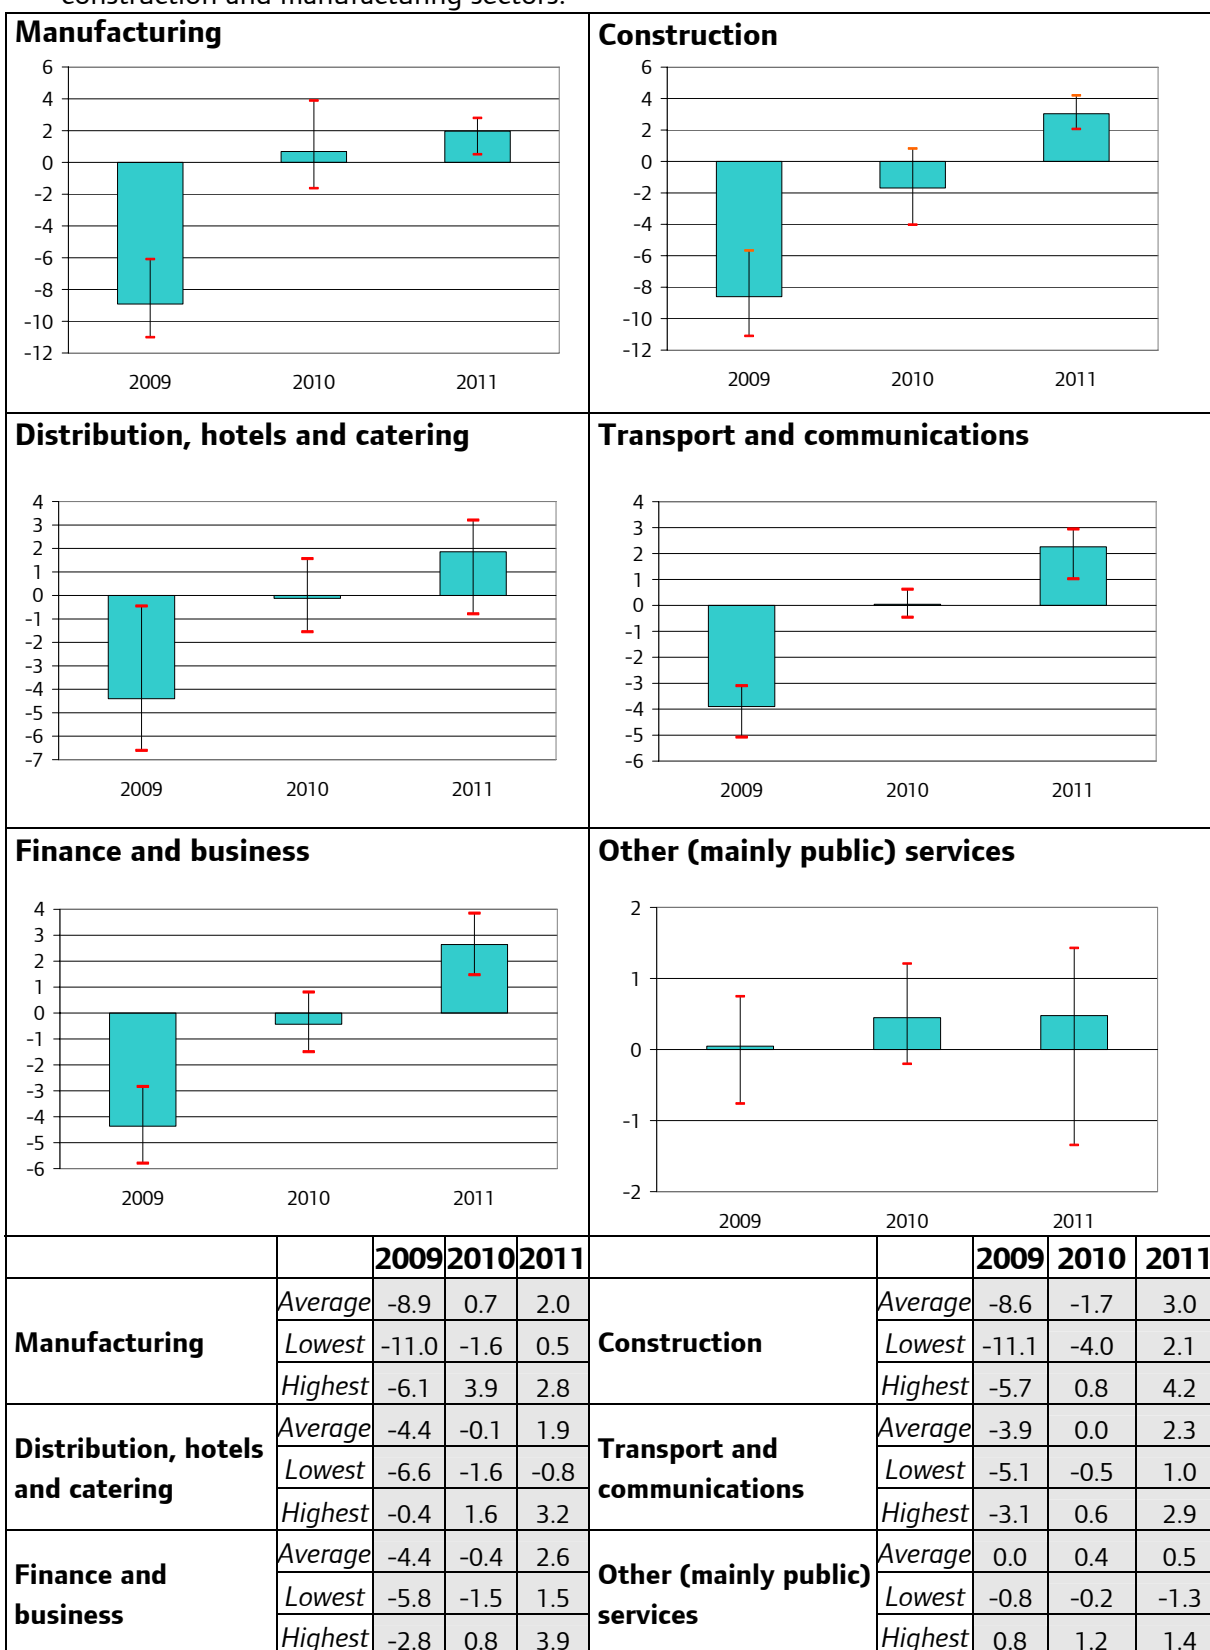 construction and manufacturing sectors.
Manufacturing
6
4
2
0
-2
-4
-6
-8
-10
-12
2009 2010 2011
Construction
6
4
2
0
-2
-4
-6
-8
-10
-12
2009 2010 2011
Distribution, hotels and catering
4
3
2
1
0
-1
-2
-3
-4
-5
-6
-7
2009 2010 2011
Transport and communications
4
3
2
1
0
-1
-2
-3
-4
-5
-6
2009 2010 2011
Finance and business
4
3
2
1
0
-1
-2
-3
-4
-5
-6
2009 2010 2011
Other (mainly public) services
2
1
0
-1
-2
2009 2010 2011
2009 2010 2011 2009 2010 2011
Manufacturing
Average -8.9 0.7 2.0
Lowest -11.0 -1.6 0.5
Highest -6.1 3.9 2.8
Construction
Average -8.6 -1.7 3.0
Lowest -11.1 -4.0 2.1
Highest -5.7 0.8 4.2
Distribution, hotels
and catering
Average -4.4 -0.1 1.9
Lowest -6.6 -1.6 -0.8
Highest -0.4 1.6 3.2
Transport and
communications
Average -3.9 0.0 2.3
Lowest -5.1 -0.5 1.0
Highest -3.1 0.6 2.9
Finance and
business
Average -4.4 -0.4 2.6
Lowest -5.8 -1.5 1.5
Highest -2.8 0.8 3.9
Other (mainly public)
services
Average 0.0 0.4 0.5
Lowest -0.8 -0.2 -1.3
Highest 0.8 1.2 1.4